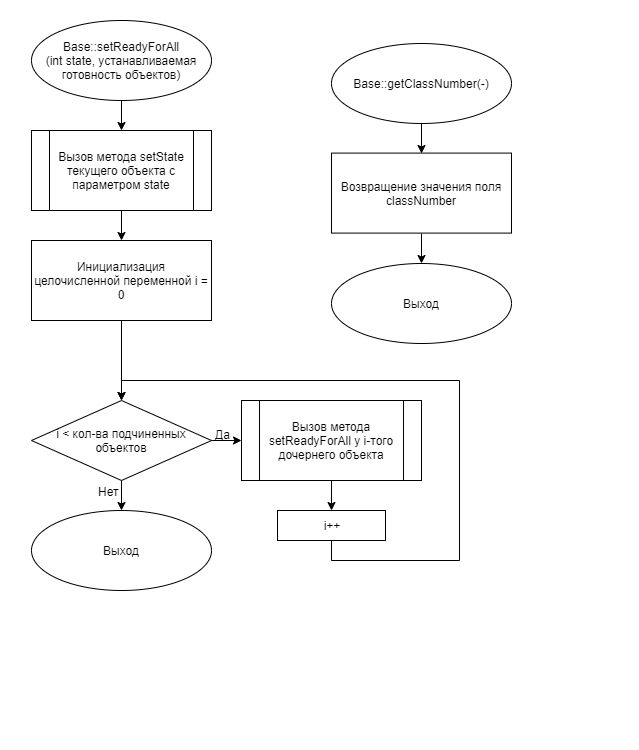 Base::setReadyForAll
(int state, устанавливаемая
готовность объектов)
Вызов метода setState
текущего объекта с
параметром state
Инициализация
целочисленной переменной i =
0
i < кол-ва подчиненных
объектов
Да
Вызов метода
setReadyForAll у i-того
дочернего объекта
i++
Нет
Выход
Base::getClassNumber(-)
Возвращение значения поля
classNumber
Выход